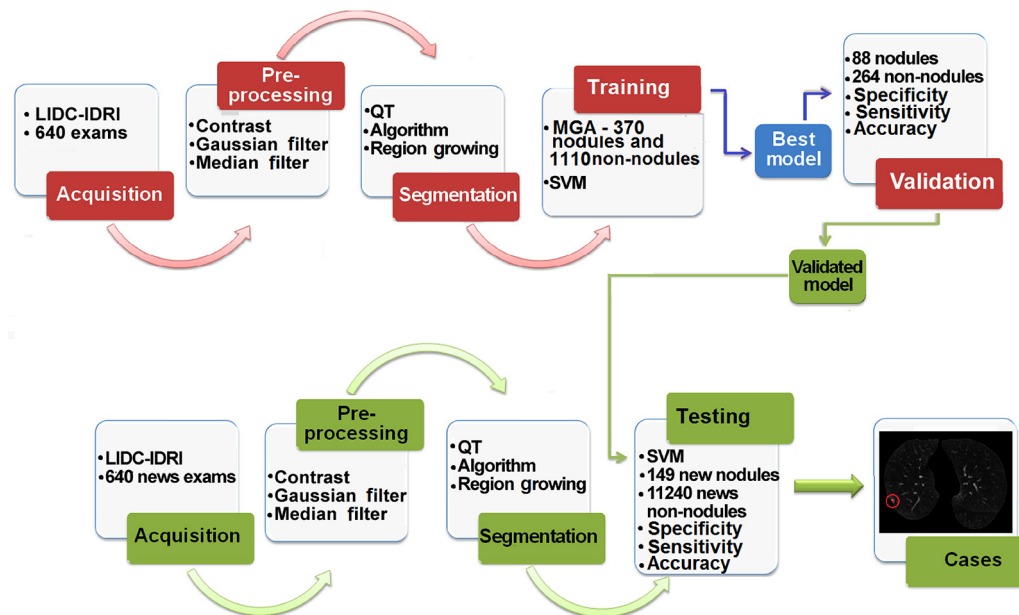 • LIDC-IDRI
• 640 exams
Acquisition
Pre-
processing
•Contrast
•Gaussian filter
•Median filter
•QT
•Algorithm
•Region growing
Segmentation
Training
• MGA - 370
nodules and
1110non-nodules
•SVM
Best
model
•88 nodules
•264 non-nodules
•Specificity
•Sensitivity
•Accuracy
Validation
Validated
model
•LIDC-IDRI
•640 news exams
Acquisition
Pre-
processing
•Contrast
•Gaussian filter
•Median filter
•QT
•Algorithm
•Region growing
Segmentation
Testing
•SVM
•149 new nodules
•11240 news
non-nodules
•Specificity
•Sensitivity
•Accuracy
Cases